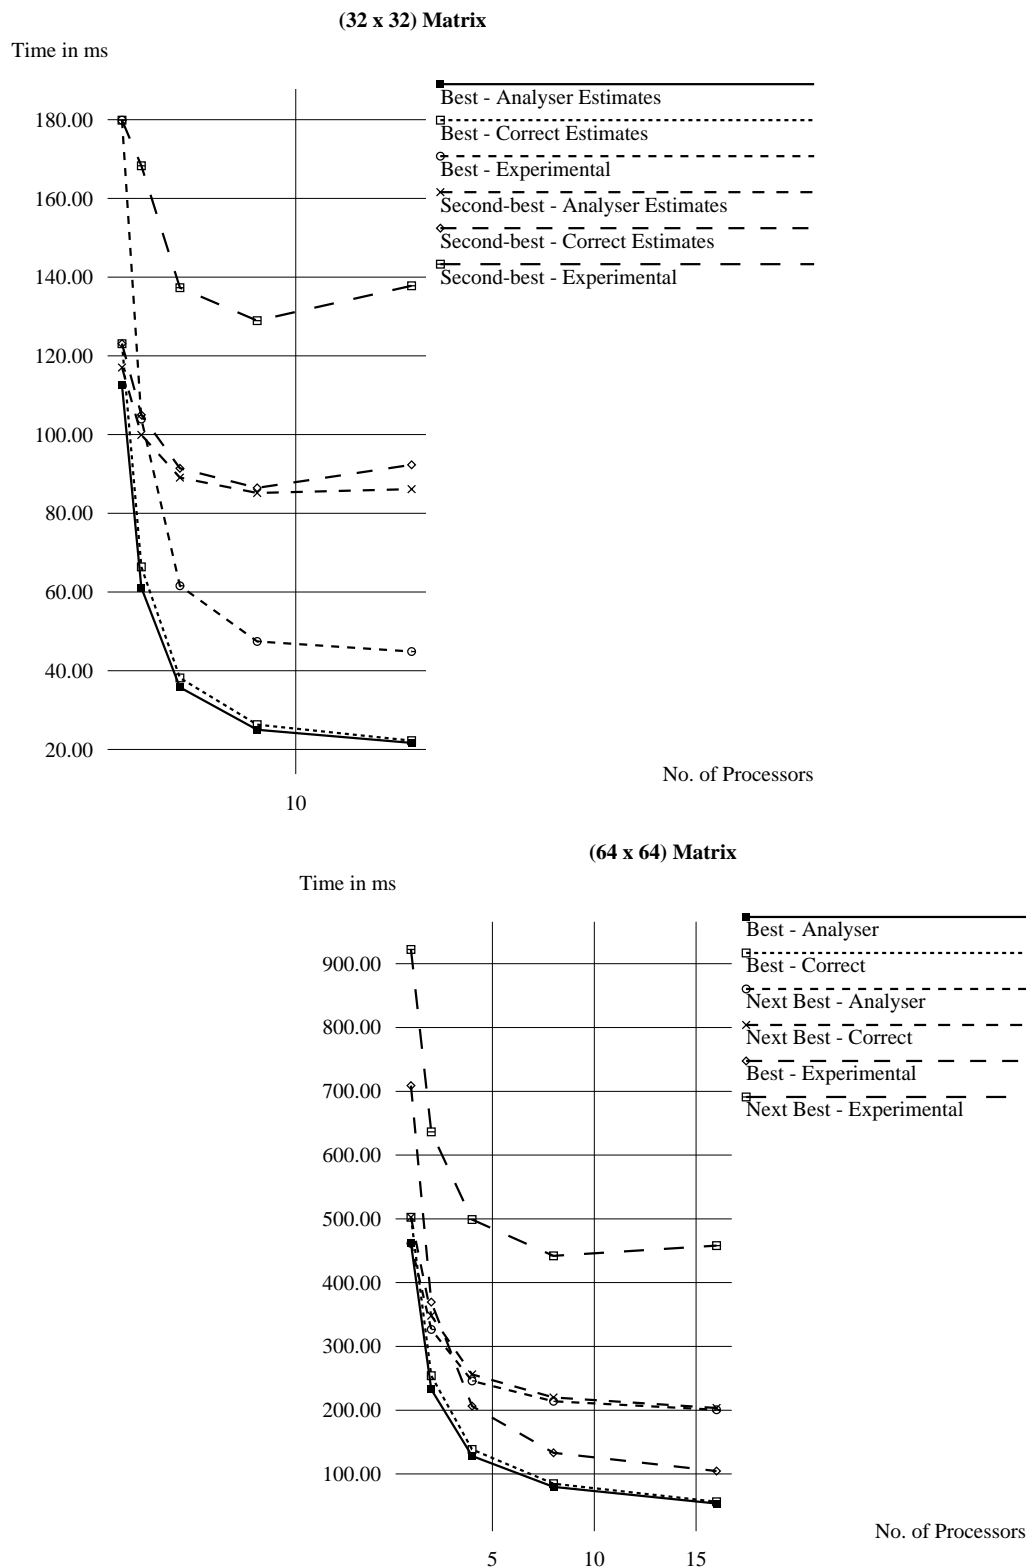 (32 x 32) Matrix
Time in ms
Best - Analyser Estimates
180.00
Best - Correct Estimates
Best - Experimental
160.00
Second-best - Analyser Estimates
Second-best - Correct Estimates
140.00
Second-best - Experimental
120.00
100.00
80.00
60.00
40.00
20.00
No. of Processors
10
(64 x 64) Matrix
Time in ms
Best - Analyser
900.00
Best - Correct
Next Best - Analyser
800.00
Next Best - Correct
Best - Experimental
700.00
Next Best - Experimental
600.00
500.00
400.00
300.00
200.00
100.00
No. of Processors
5 10 15